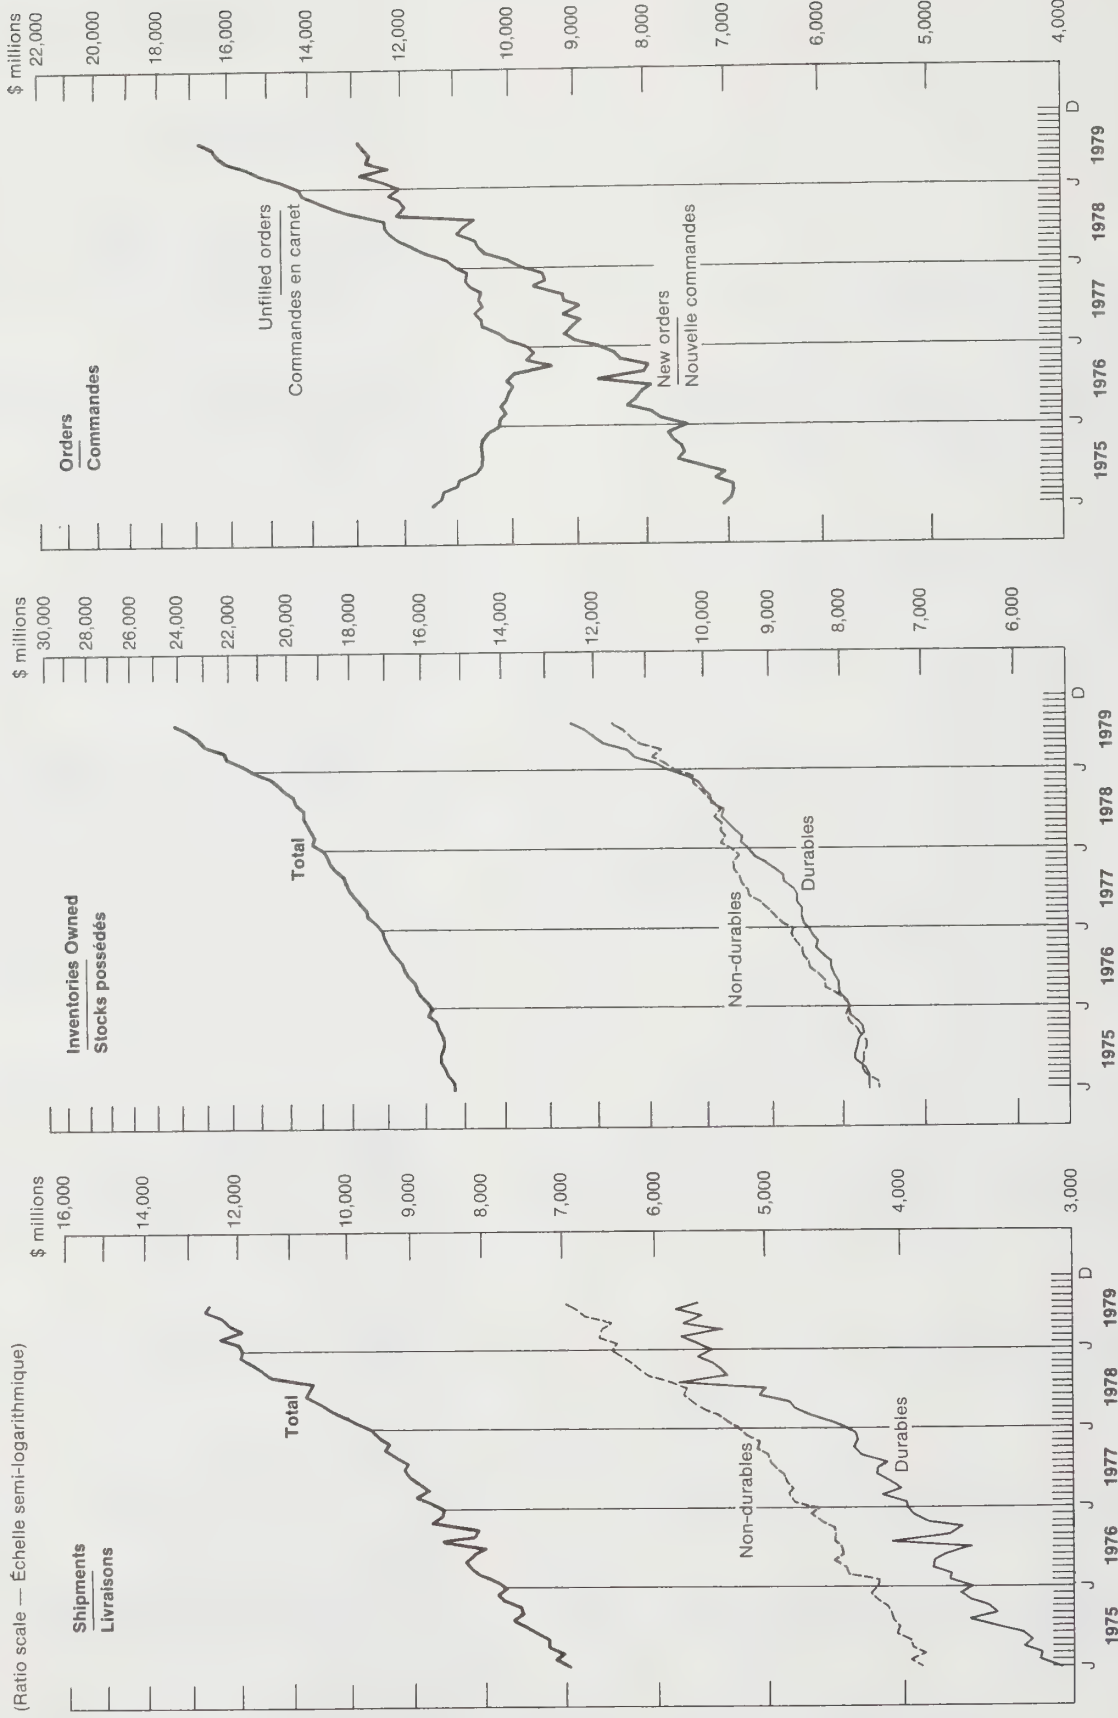 (Ratio scale — Échelle semi-logarithmique)
Shipments
Livraisons
$ millions
16,000
14,000
12,000
10,000
8,000
7,000
6,000
5,000
4,000
3,000
Total
Non-durables
Durables
J J J J J D
1975 1976 1977 1978 1979
Inventories Owned
Stocks possédés
$ millions
30,000
28,000
26,000
24,000
22,000
20,000
18,000
16,000
14,000
12,000
10,000
9,000
8,000
7,000
6,000
Total
Non-durables
Durables
J J J J J D
1975 1976 1977 1978 1979
Orders
Commandes
$ millions
22,000
20,000
18,000
16,000
14,000
12,000
10,000
9,000
8,000
7,000
6,000
5,000
4,000
Unfilled orders
Commandes en carnet
New orders
Nouvelle commandes
J J J J J D
1975 1976 1977 1978 1979